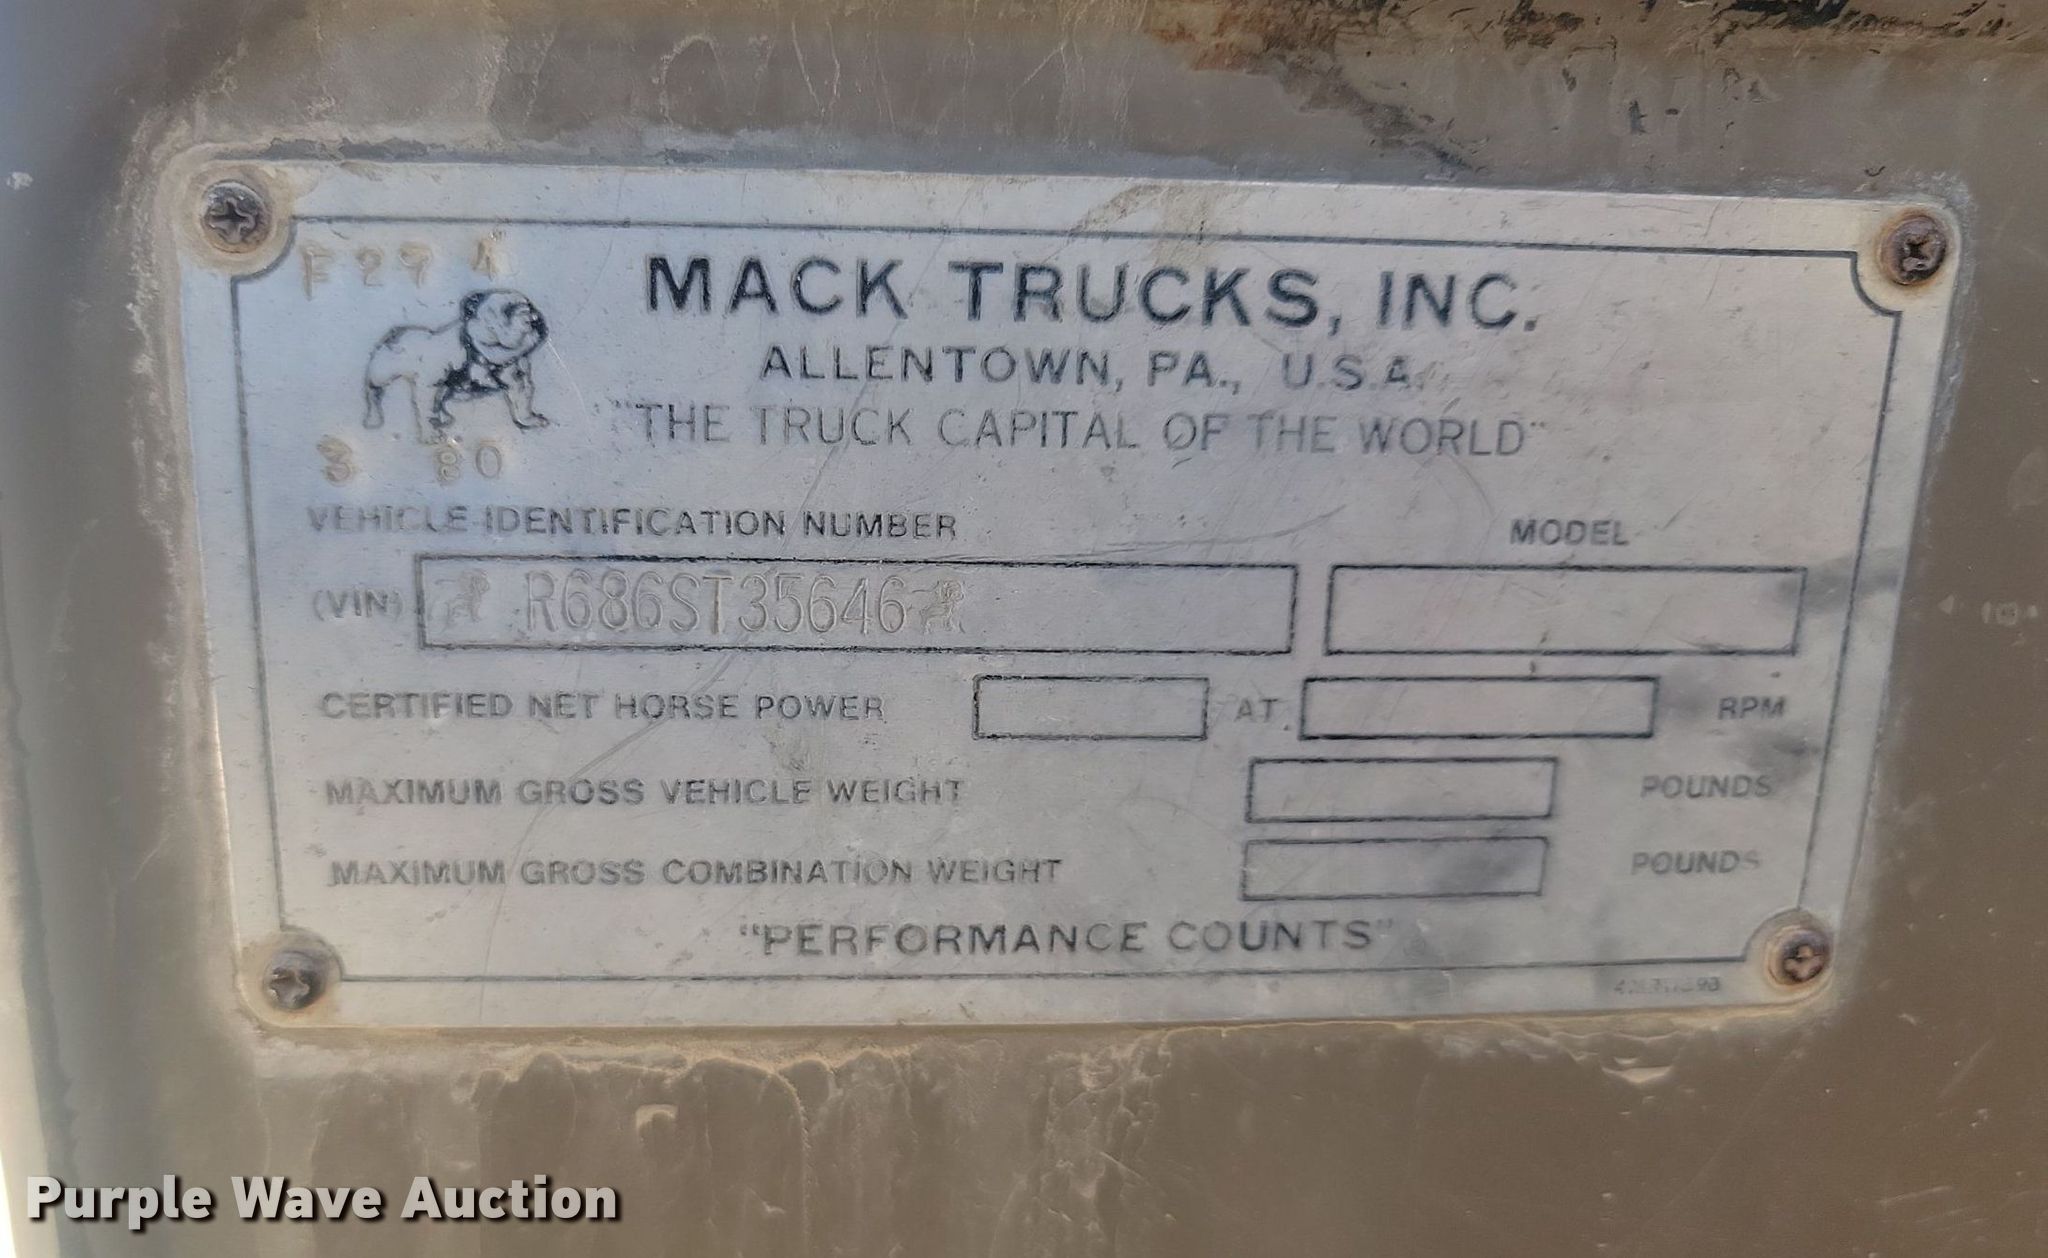 F 29 4
MACK TRUCKS, INC.
ALLENTOWN, PA., U.S.A.
"THE TRUCK CAPITAL OF THE WORLD"
3 80
VEHICLE IDENTIFICATION NUMBER MODEL
(VIN) R686ST35646
CERTIFIED NET HORSE POWER AT RPM
MAXIMUM GROSS VEHICLE WEIGHT POUNDS
MAXIMUM GROSS COMBINATION WEIGHT POUNDS
"PERFORMANCE COUNTS"
Purple Wave Auction